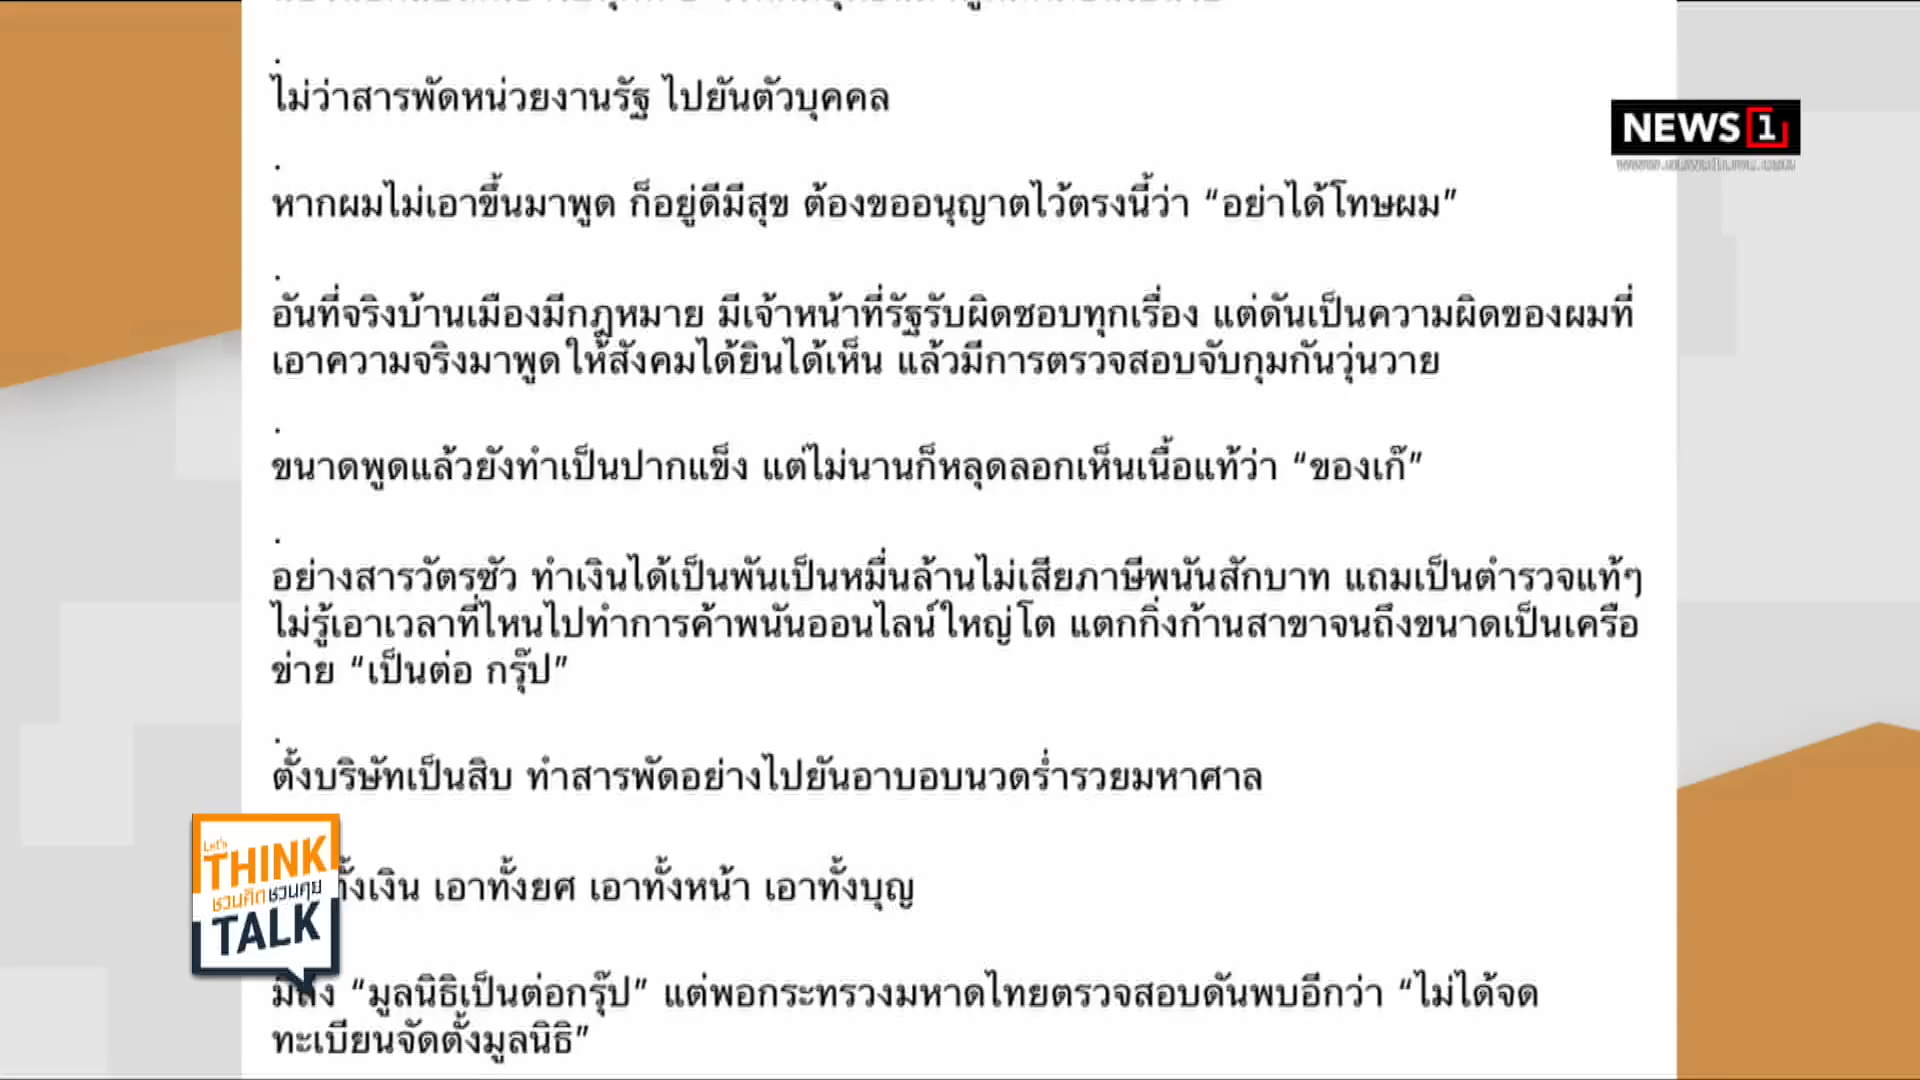 .
ไม่ว่าสารพัดหน่วยงานรัฐ ไปยันตัวบุคคล
.
หากผมไม่เอาขึ้นมาพูด ก็อยู่ดีมีสุข ต้องขออนุญาตไว้ตรงนี้ว่า “อย่าได้โทษผม”
.
อันที่จริงบ้านเมืองมีกฎหมาย มีเจ้าหน้าที่รัฐรับผิดชอบทุกเรื่อง แต่ดันเป็นความผิดของผมที่
เอาความจริงมาพูดให้สังคมได้ยินได้เห็น แล้วมีการตรวจสอบจับกุมกันวุ่นวาย
.
ขนาดพูดแล้วยังทำเป็นปากแข็ง แต่ไม่นานก็หลุดลอกเห็นเนื้อแท้ว่า “ของเก๊”
.
อย่างสารวัตรซัว ทำเงินได้เป็นพันเป็นหมื่นล้านไม่เสียภาษีพนันสักบาท แถมเป็นตำรวจแท้ๆ
ไม่รู้เอาเวลาที่ไหนไปทำการค้าพนันออนไลน์ใหญ่โต แตกกิ่งก้านสาขาจนถึงขนาดเป็นเครือ
ข่าย “เป็นต่อ กรุ๊ป”
.
ตั้งบริษัทเป็นสิบ ทำสารพัดอย่างไปยันอาบอบนวดร่ำรวยมหาศาล
ทั้งเงิน เอาทั้งยศ เอาทั้งหน้า เอาทั้งบุญ
“มูลนิธิเป็นต่อกรุ๊ป” แต่พอกระทรวงมหาดไทยตรวจสอบดันพบอีกว่า “ไม่ได้จด
ทะเบียนจัดตั้งมูลนิธิ”
NEWS 1
Let's
THINK
ชวนคิด ชวนคุย
TALK